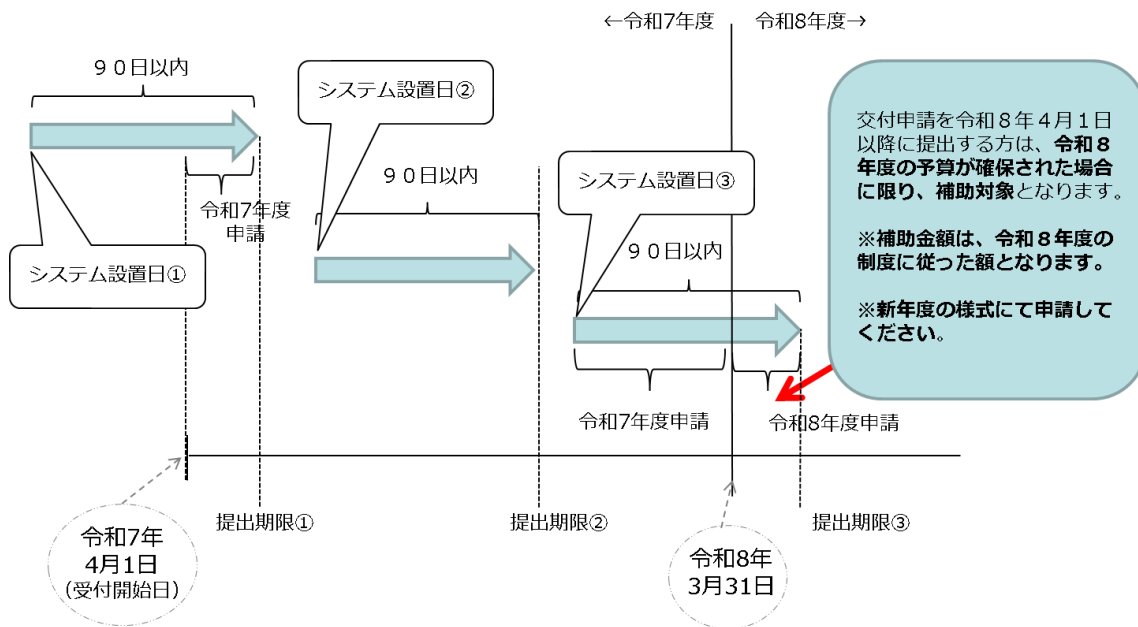 ←令和7年度
令和8年度→
９０日以内
システム設置日②
交付申請を令和８年４月１日
以降に提出する方は、令和８
年度の予算が確保された場合
に限り、補助対象となります。
※補助金額は、令和８年度の
制度に従った額となります。
※新年度の様式にて申請して
ください。
９０日以内
システム設置日③
令和7年度
申請
システム設置日①
９０日以内
令和7年度申請
令和8年度申請
提出期限①
提出期限②
提出期限③
令和7年
4月1日
(受付開始日)
令和8年
3月31日